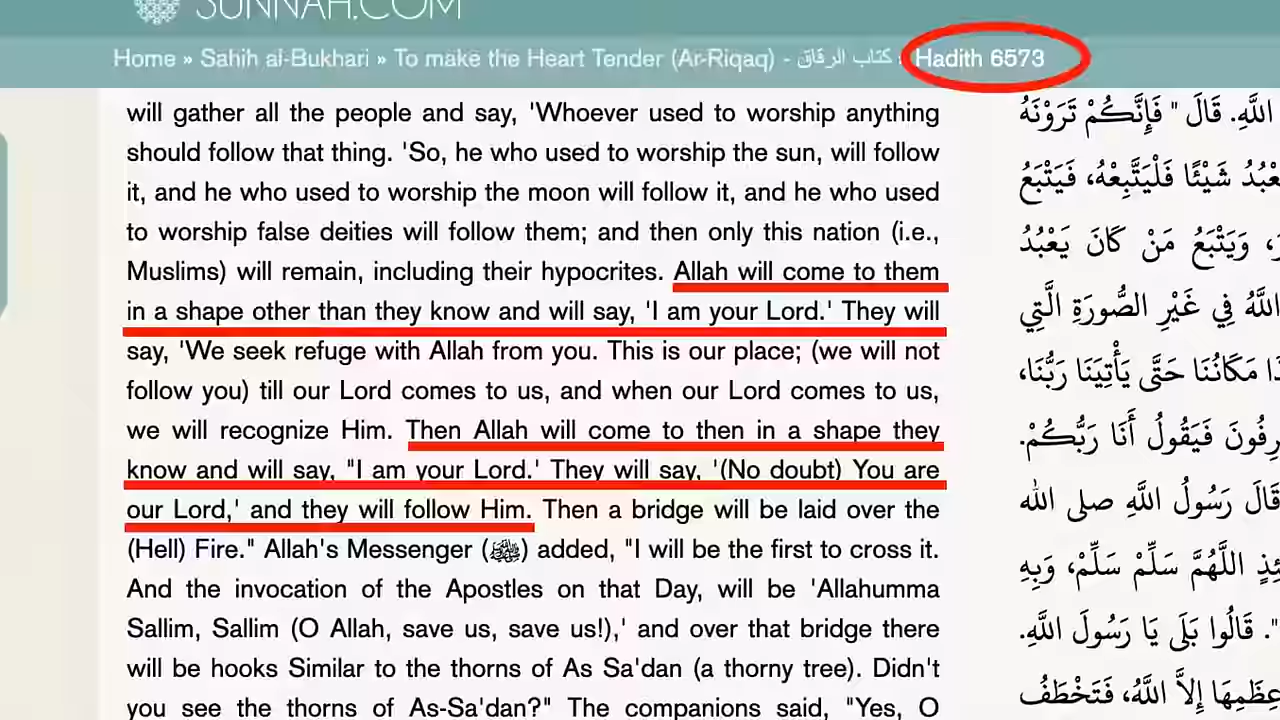 SUNNAH.COM
Home » Sahih al-Bukhari » To make the Heart Tender (Ar-Riqaq) - كتاب الرقاق » Hadith 6573
will gather all the people and say, 'Whoever used to worship anything
should follow that thing. 'So, he who used to worship the sun, will follow
it, and he who used to worship the moon will follow it, and he who used
to worship false deities will follow them; and then only this nation (i.e.,
Muslims) will remain, including their hypocrites. Allah will come to them
in a shape other than they know and will say, 'I am your Lord.' They will
say, 'We seek refuge with Allah from you. This is our place; (we will not
follow you) till our Lord comes to us, and when our Lord comes to us,
we will recognize Him. Then Allah will come to then in a shape they
know and will say, "I am your Lord.' They will say, '(No doubt) You are
our Lord,' and they will follow Him. Then a bridge will be laid over the
(Hell) Fire." Allah's Messenger (ﷺ) added, "I will be the first to cross it.
And the invocation of the Apostles on that Day, will be 'Allahumma
Sallim, Sallim (O Allah, save us, save us!),' and over that bridge there
will be hooks Similar to the thorns of As Sa'dan (a thorny tree). Didn't
you see the thorns of As-Sa'dan?" The companions said, "Yes, O
اللَّهِ. قَالَ " فَإِنَّكُمْ تَرَوْنَهُ
شَيْئًا فَلْيَتَّبِعْهُ، فَيَتْبَعُ
وَيَتْبَعُ مَنْ كَانَ يَعْبُدُ
اللَّهُ فِي غَيْرِ الصُّورَةِ الَّتِي
مَكَانُنَا حَتَّى يَأْتِيَنَا رَبُّنَا،
فَيَقُولُ أَنَا رَبُّكُمْ.
قَالَ رَسُولُ اللَّهِ صلى الله
اللَّهُمَّ سَلِّمْ سَلِّمْ، وَبِهِ
". قَالُوا بَلَى يَا رَسُولَ اللَّهِ.
عِظَمِهَا إِلاَّ اللَّهُ، فَتَخْطَفُ